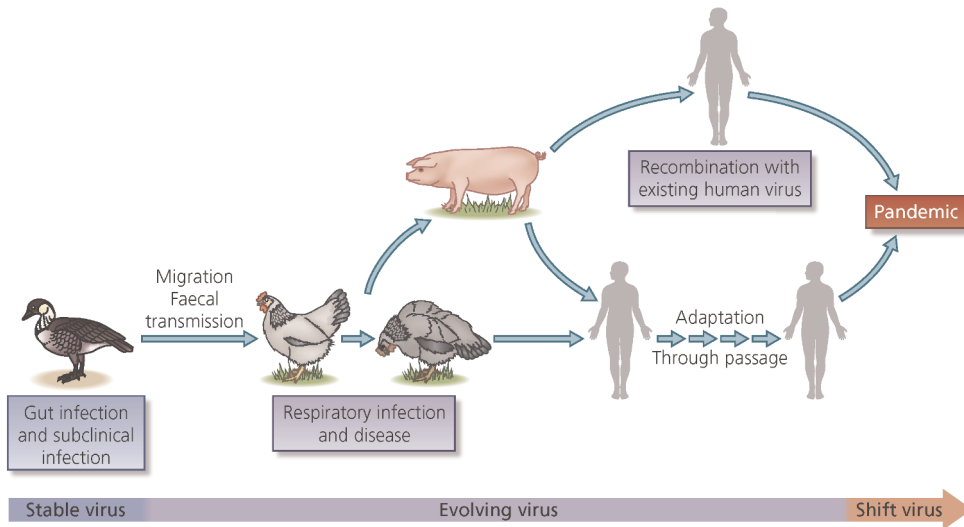 Migration
Faecal
transmission
Gut infection
and subclinical
infection
Respiratory infection
and disease
Recombination with
existing human virus
Adaptation
Through passage
Pandemic
Stable virus
Evolving virus
Shift virus